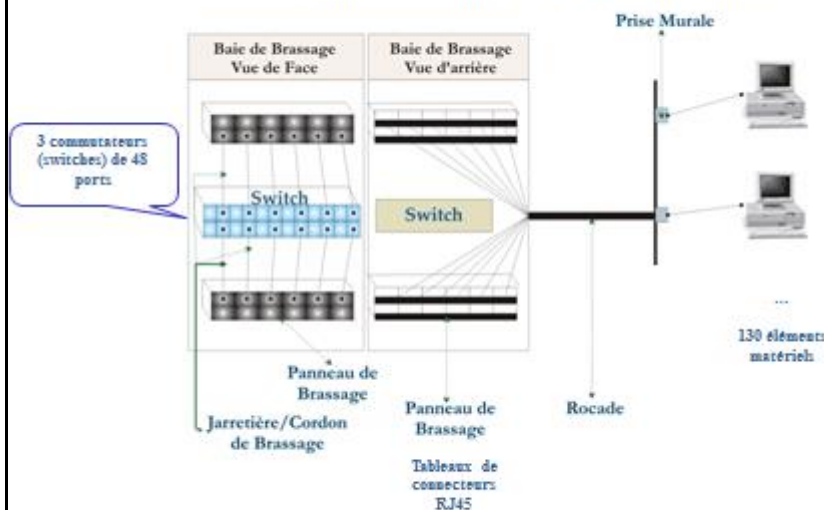 Prise Murale
Baie de Brassage
Vue de Face
Baie de Brassage
Vue d'arrière
3 commutateurs
(switches) de 48
ports
Switch
Switch
...
130 éléments
matériels
Panneau de
Brassage
Jarretière/Cordon
de Brassage
Panneau de
Brassage
Rocade
Tableaux de
connecteurs
RJ45